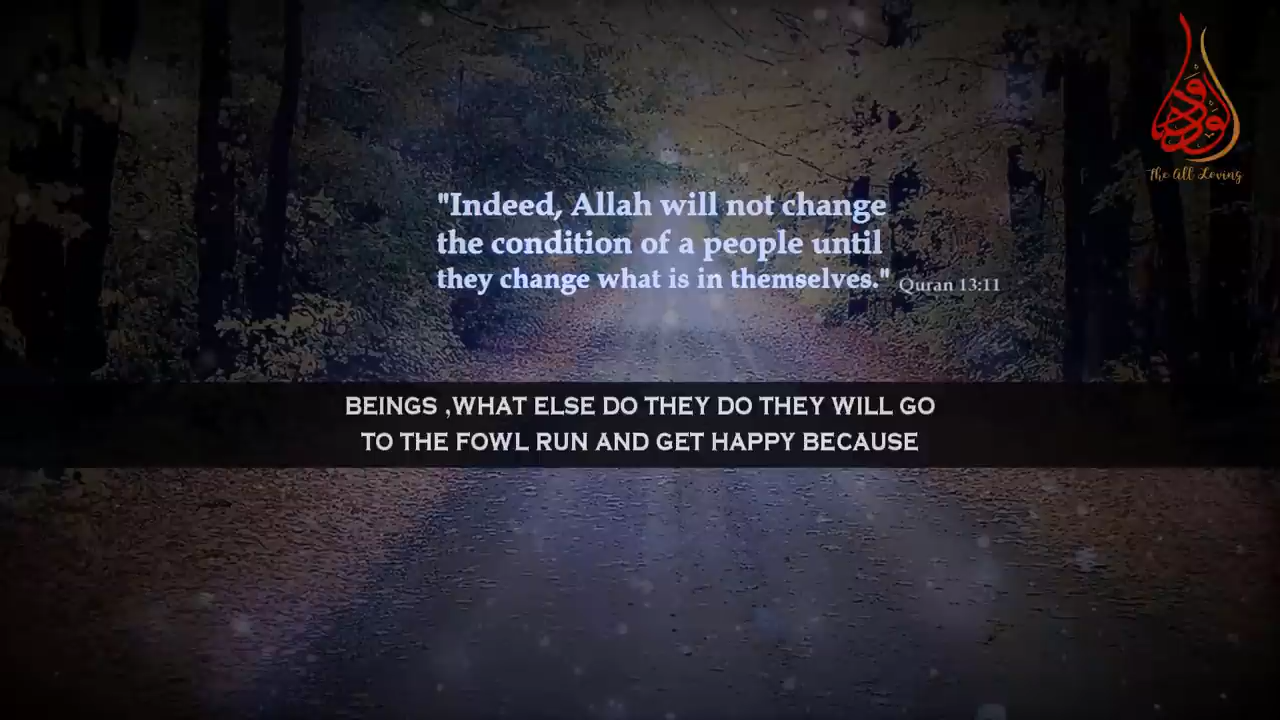 الودود
The All Loving
"Indeed, Allah will not change
the condition of a people until
they change what is in themselves." Quran 13:11
BEINGS ,WHAT ELSE DO THEY DO THEY WILL GO
TO THE FOWL RUN AND GET HAPPY BECAUSE